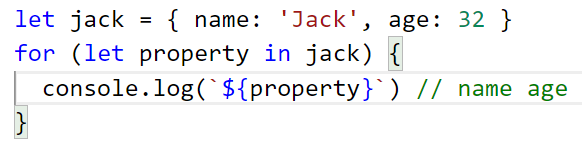 let jack = { name: 'Jack', age: 32 }
for (let property in jack) {
  console.log(`${property}`) // name age
}